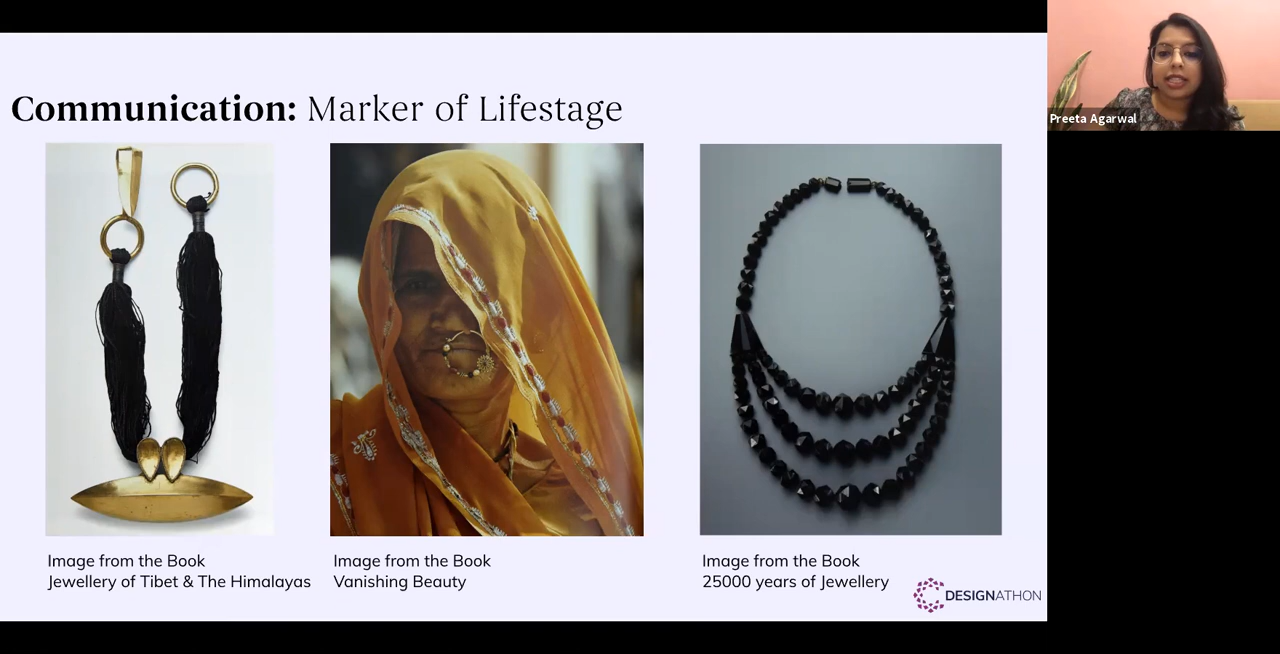 Communication: Marker of Lifestage
Image from the Book
Jewellery of Tibet & The Himalayas
Image from the Book
Vanishing Beauty
Image from the Book
25000 years of Jewellery
DESIGNATHON
Preeta Agarwal